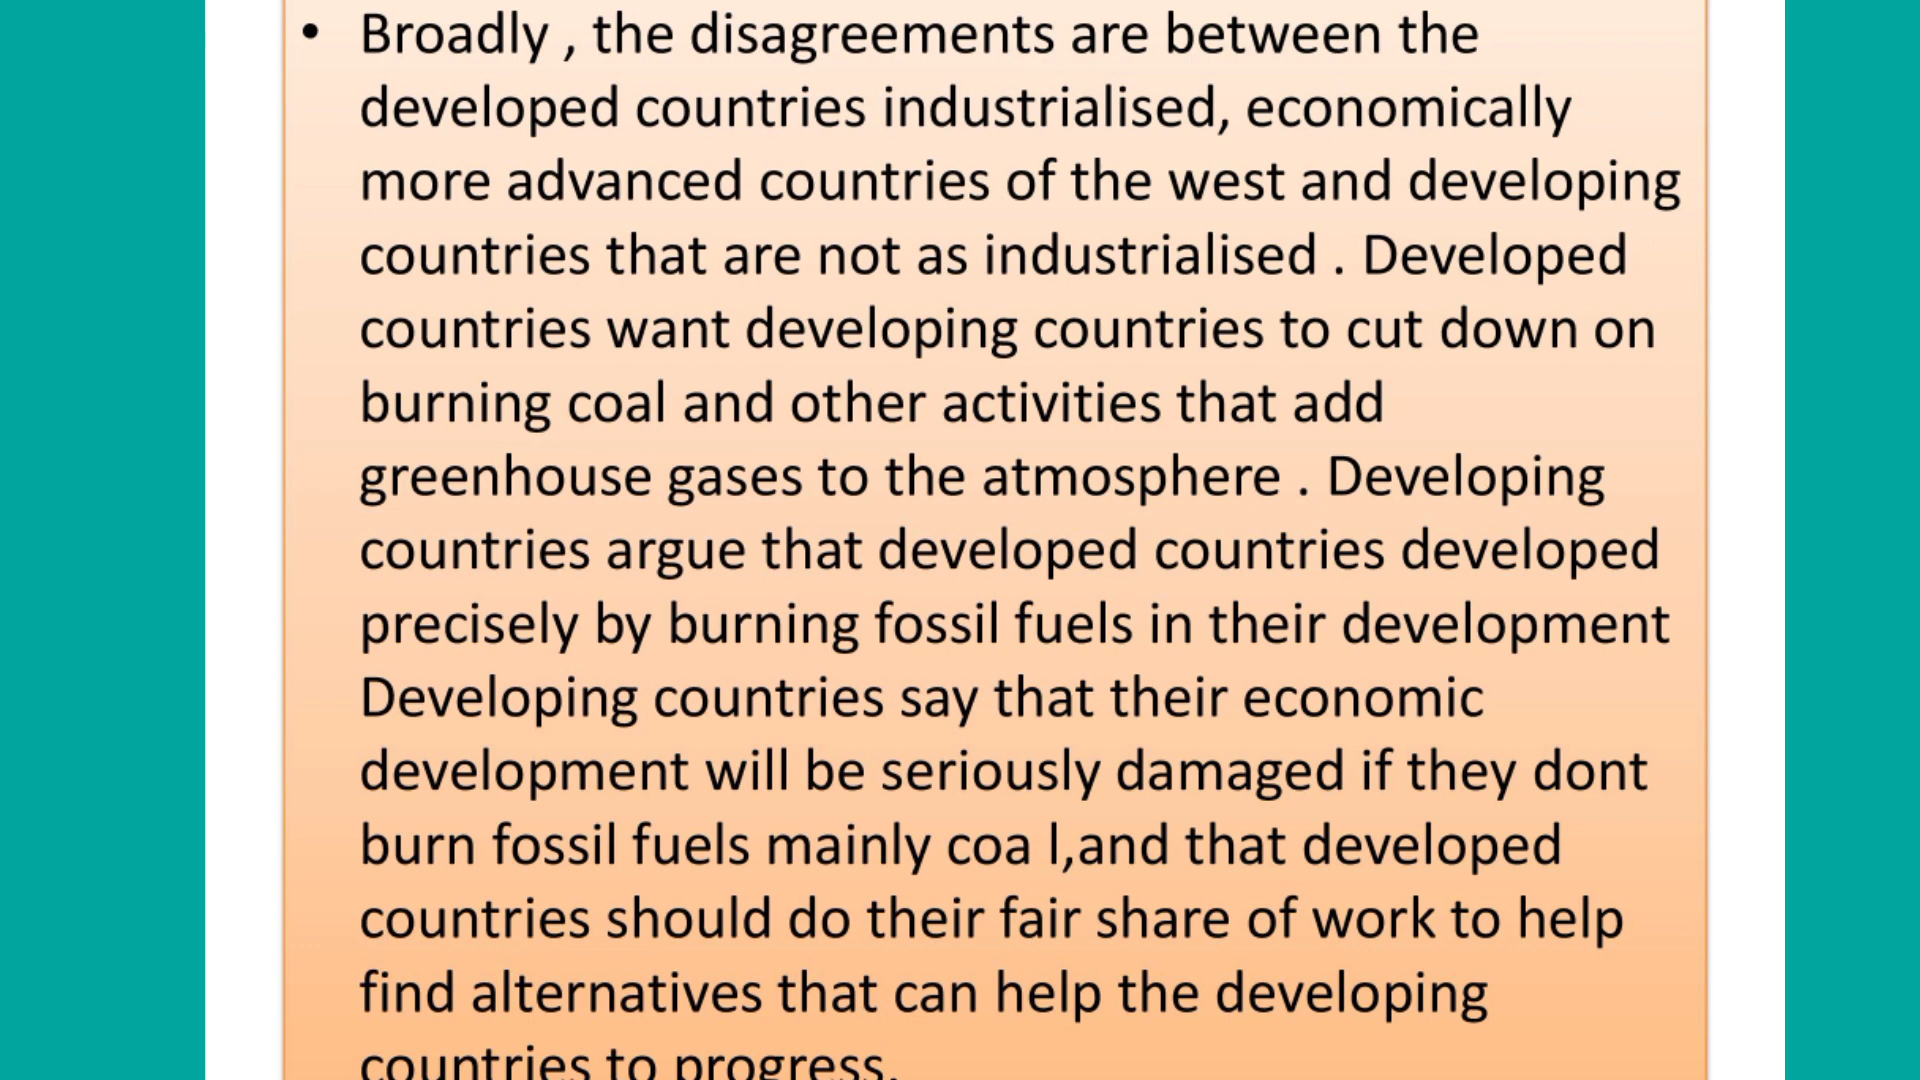 • Broadly , the disagreements are between the
developed countries industrialised, economically
more advanced countries of the west and developing
countries that are not as industrialised . Developed
countries want developing countries to cut down on
burning coal and other activities that add
greenhouse gases to the atmosphere . Developing
countries argue that developed countries developed
precisely by burning fossil fuels in their development
Developing countries say that their economic
development will be seriously damaged if they dont
burn fossil fuels mainly coa l,and that developed
countries should do their fair share of work to help
find alternatives that can help the developing
countries to progress.